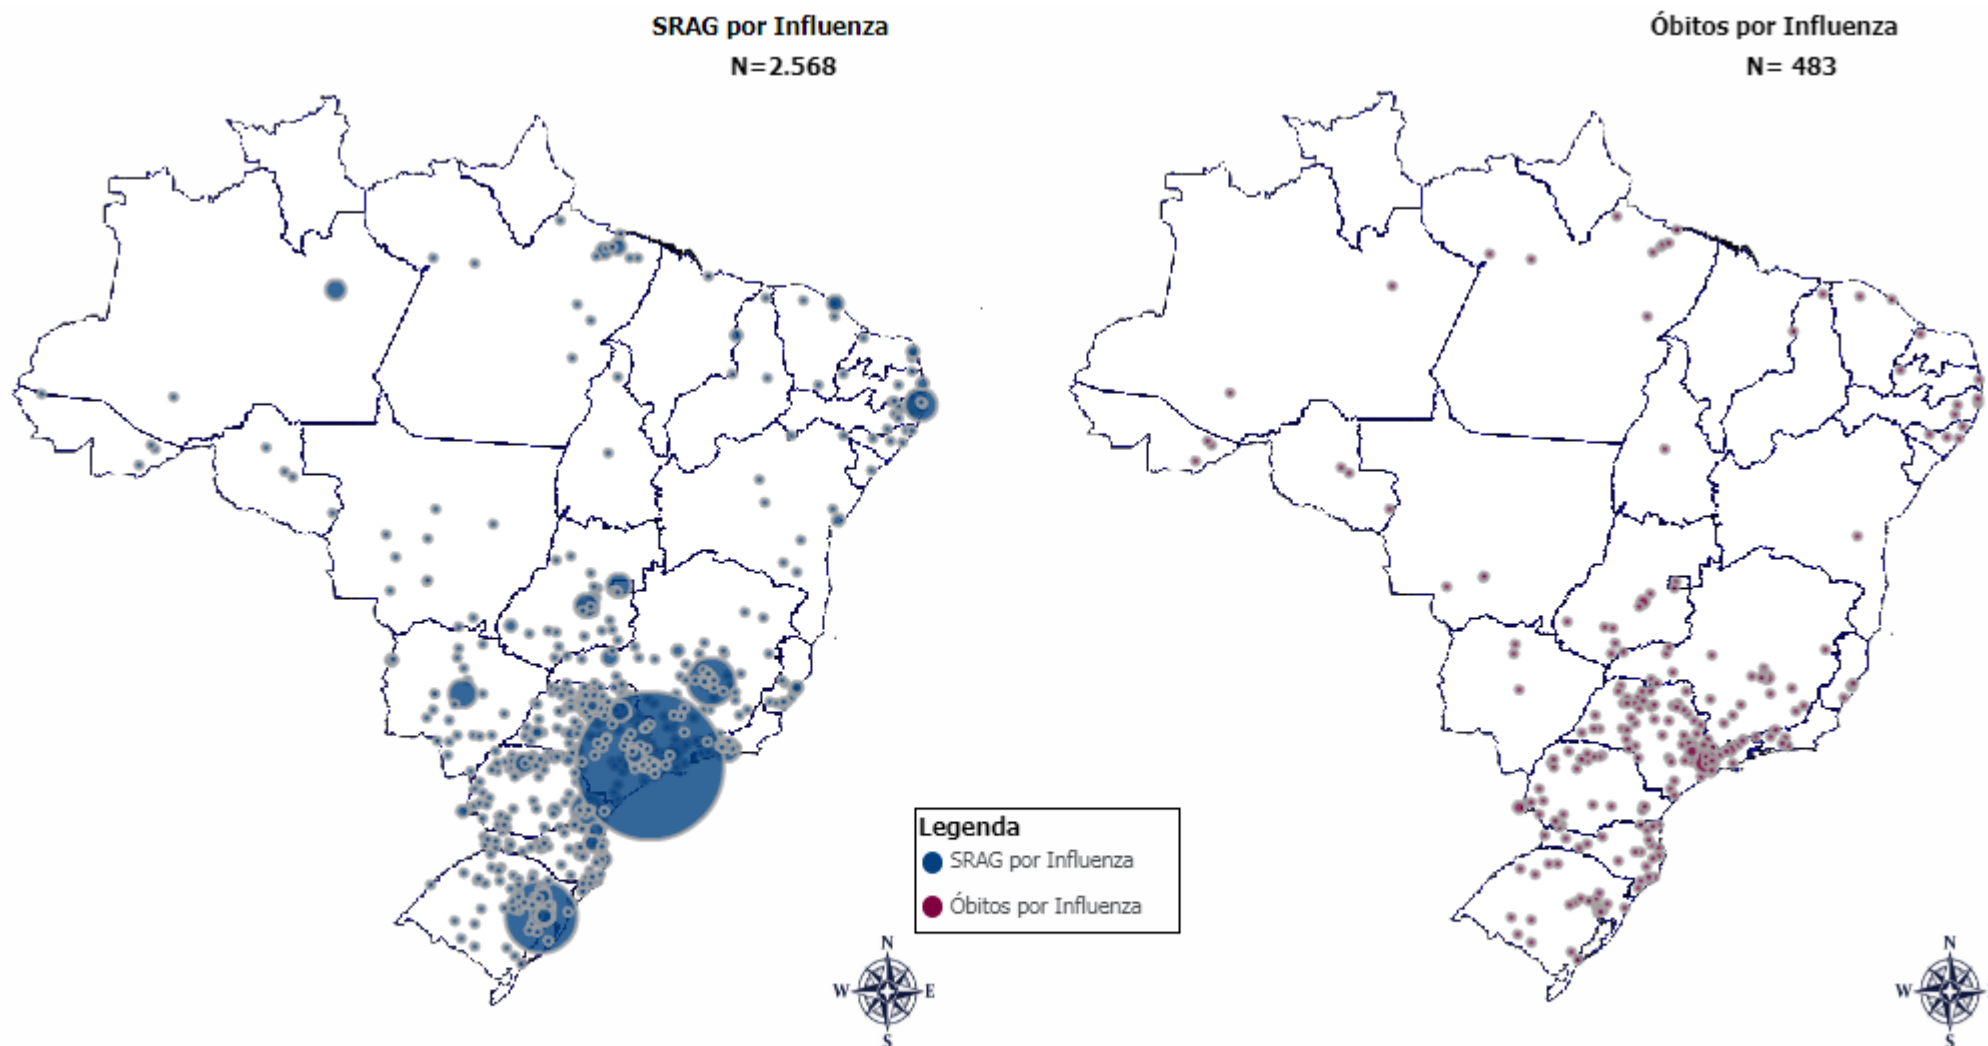 SRAG por Influenza
N=2.568
Óbitos por Influenza
N= 483
Legenda
SRAG por Influenza
Óbitos por Influenza
N
W
E
S
N
W
S